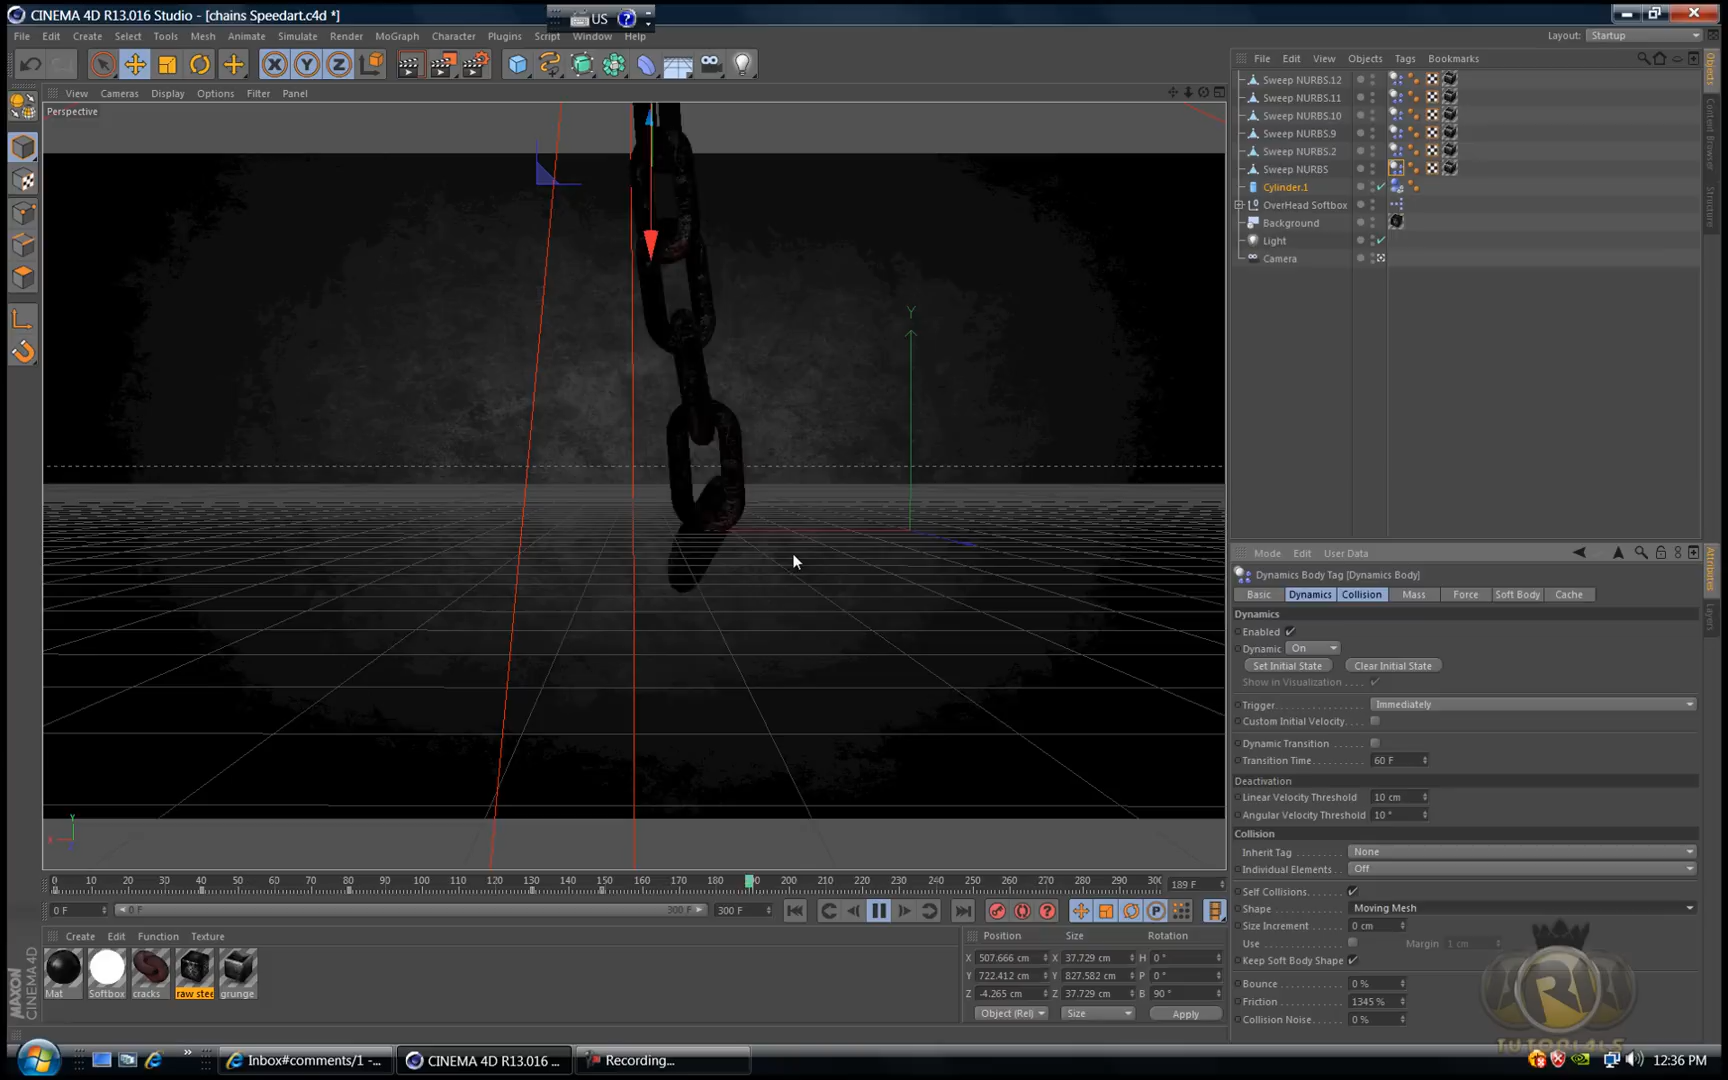 CINEMA 4D R13.016 Studio - [chains Speedart.c4d *]
US
?
File Edit Create Select Tools Mesh Animate Simulate Render MoGraph Character Plugins Script Window Help
Layout: Startup
X Y Z
File Edit View Objects Tags Bookmarks
View Cameras Display Options Filter Panel
Perspective
Sweep NURBS.12
Sweep NURBS.11
Sweep NURBS.10
Sweep NURBS.9
Sweep NURBS.2
Sweep NURBS
Cylinder.1
OverHead Softbox
Background
Light
Camera
Objects
Content Browser
Structure
Y
Mode Edit User Data
Dynamics Body Tag [Dynamics Body]
Basic Dynamics Collision Mass Force Soft Body Cache
Dynamics
Enabled
Dynamic On
Set Initial State Clear Initial State
Show in Visualization
Trigger Immediately
Custom Initial Velocity
Dynamic Transition
Transition Time 60 F
Deactivation
Linear Velocity Threshold 10 cm
Angular Velocity Threshold 10 °
Collision
Inherit Tag None
Individual Elements Off
Self Collisions
Shape Moving Mesh
Size Increment 0 cm
Use Margin 1 cm
Keep Soft Body Shape
Bounce 0 %
Friction 1345 %
Collision Noise 0 %
Attributes
Layers
Y
X
0 10 20 30 40 50 60 70 80 90 100 110 120 130 140 150 160 170 180 190 200 210 220 230 240 250 260 270 280 290 300
189 F
0 F 0 F 300 F 300 F
Create Edit Function Texture
Mat Softbox cracks raw stee grunge
Position Size Rotation
X 507.666 cm X 37.729 cm H 0 °
Y 722.412 cm Y 827.582 cm P 0 °
Z -4.265 cm Z 37.729 cm B 90 °
Object (Rel) Size Apply
MAXON
CINEMA 4D
R
TUTOR14LS
Inbox#comments/1 -... CINEMA 4D R13.016 ... Recording... 12:36 PM